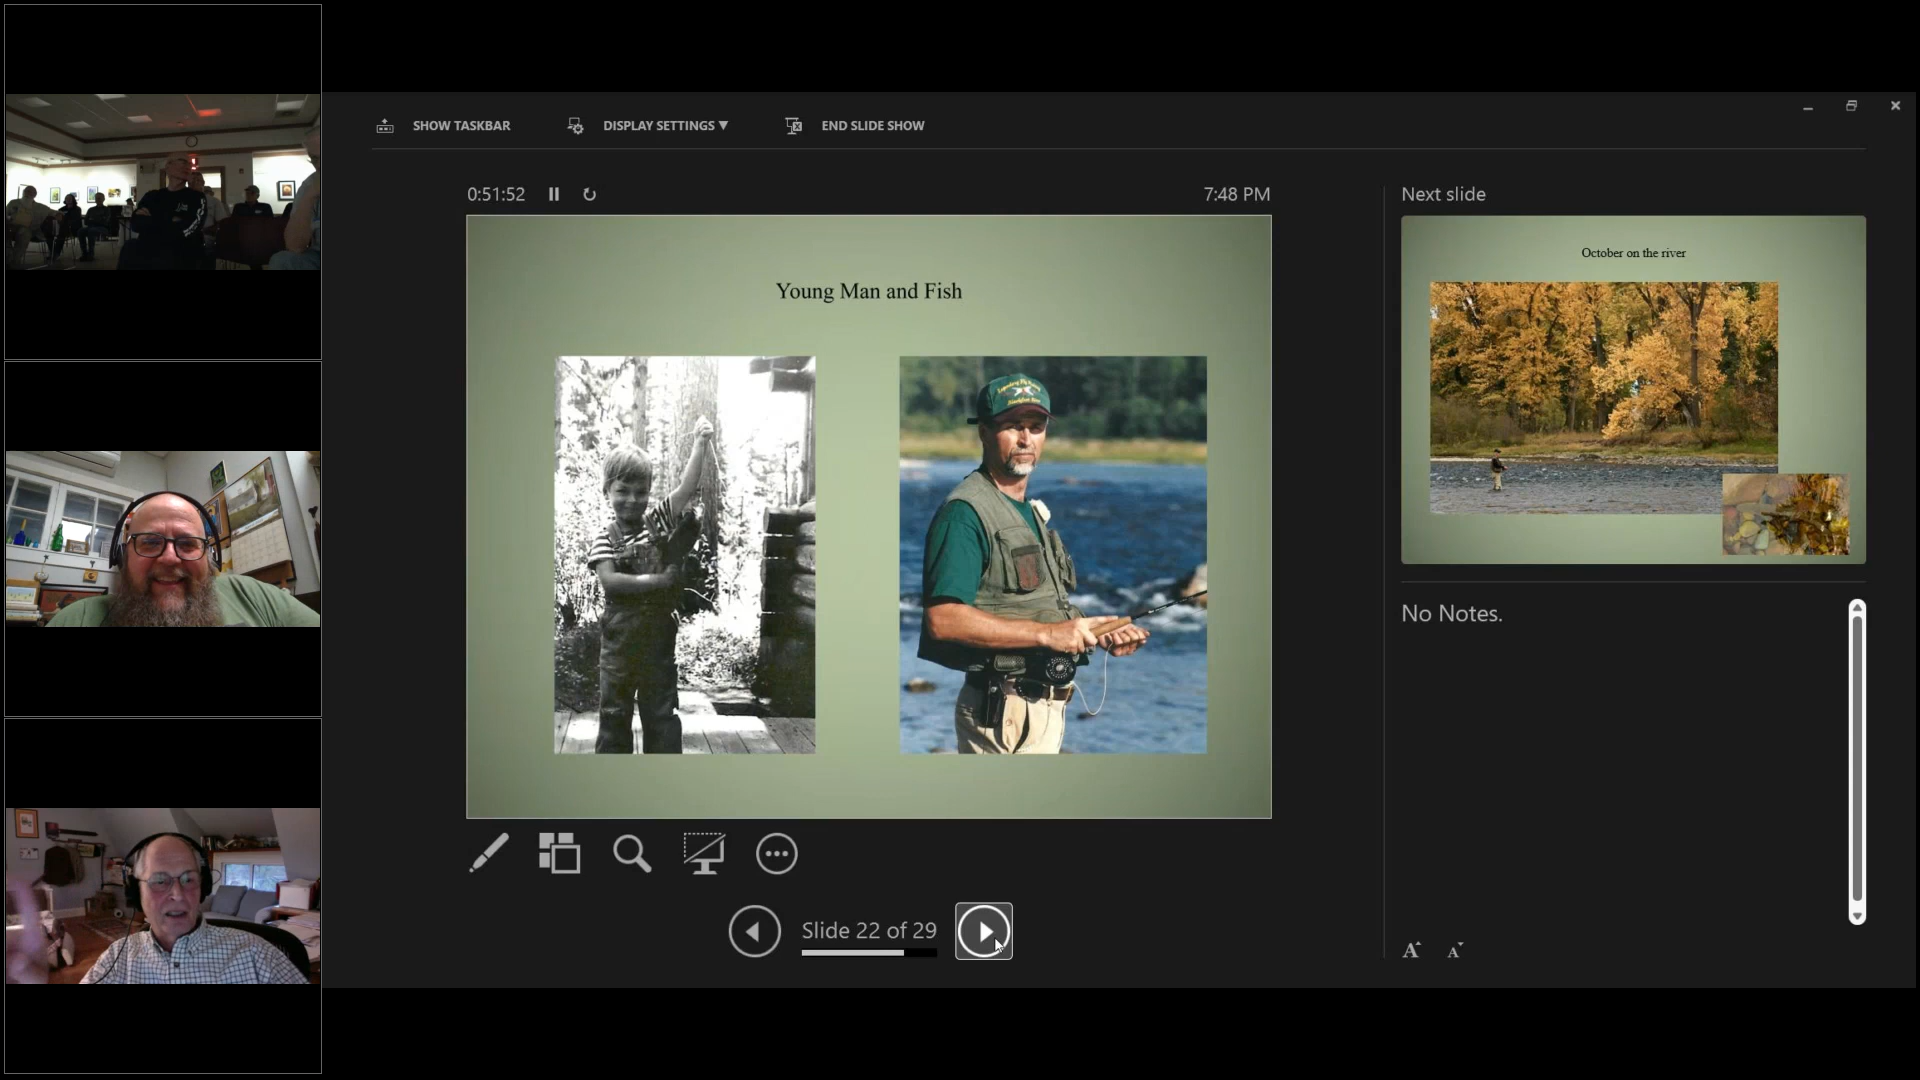 SHOW TASKBAR
DISPLAY SETTINGS ▼
END SLIDE SHOW
0:51:52
7:48 PM
Next slide
Young Man and Fish
October on the river
No Notes.
Slide 22 of 29
A A